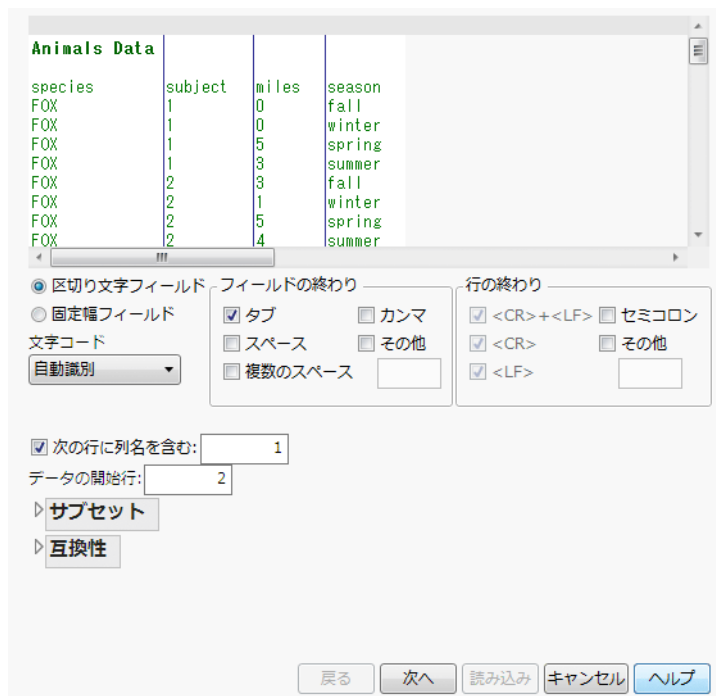 Animals Data
species subject miles season
FOX 1 0 fall
FOX 1 0 winter
FOX 1 5 spring
FOX 1 3 summer
FOX 2 3 fall
FOX 2 1 winter
FOX 2 5 spring
FOX 2 4 summer
区切り文字フィールド フィールドの終わり 行の終わり
固定幅フィールド タブ カンマ <CR>+<LF> セミコロン
文字コード スペース その他 <CR> その他
自動識別 複数のスペース <LF>
次の行に列名を含む: 1
データの開始行: 2
サブセット
互換性
戻る 次へ 読み込み キャンセル ヘルプ